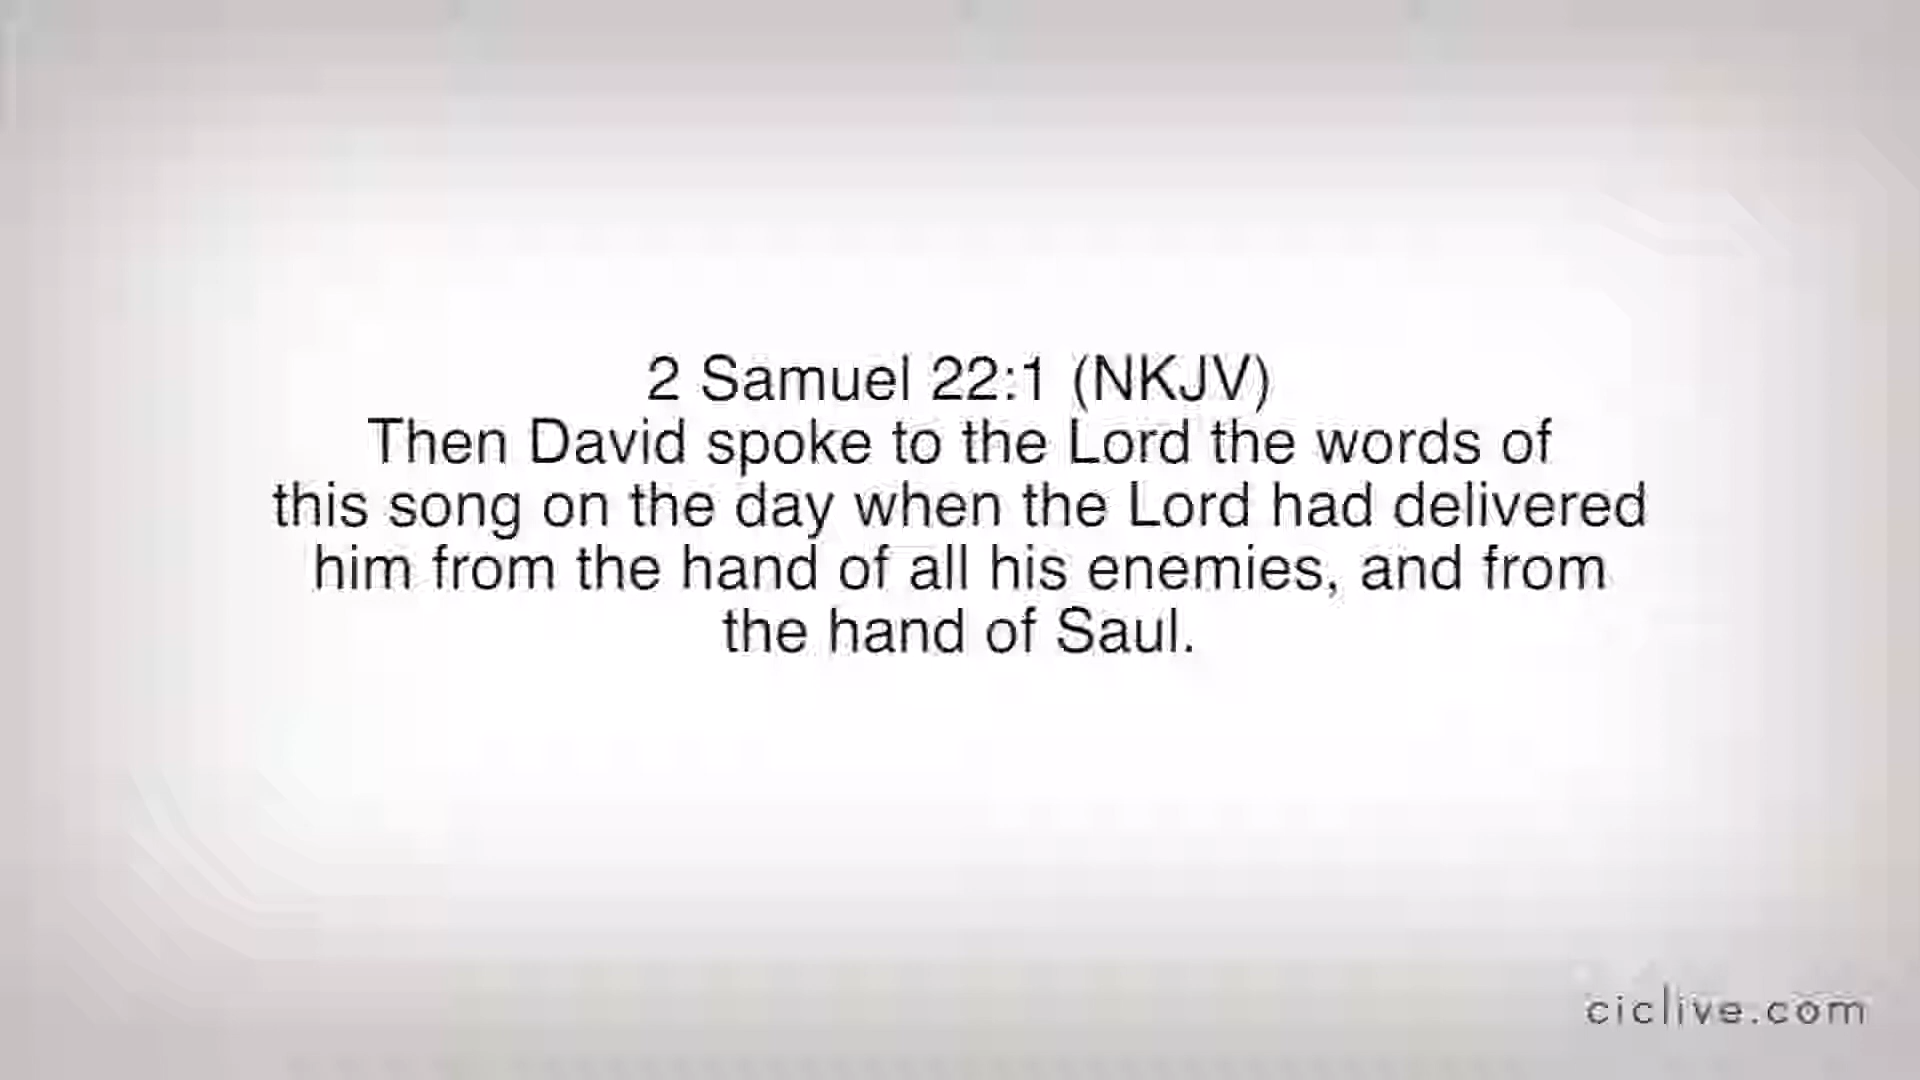 2 Samuel 22:1 (NKJV)
Then David spoke to the Lord the words of
this song on the day when the Lord had delivered
him from the hand of all his enemies, and from
the hand of Saul.
ciclive.com